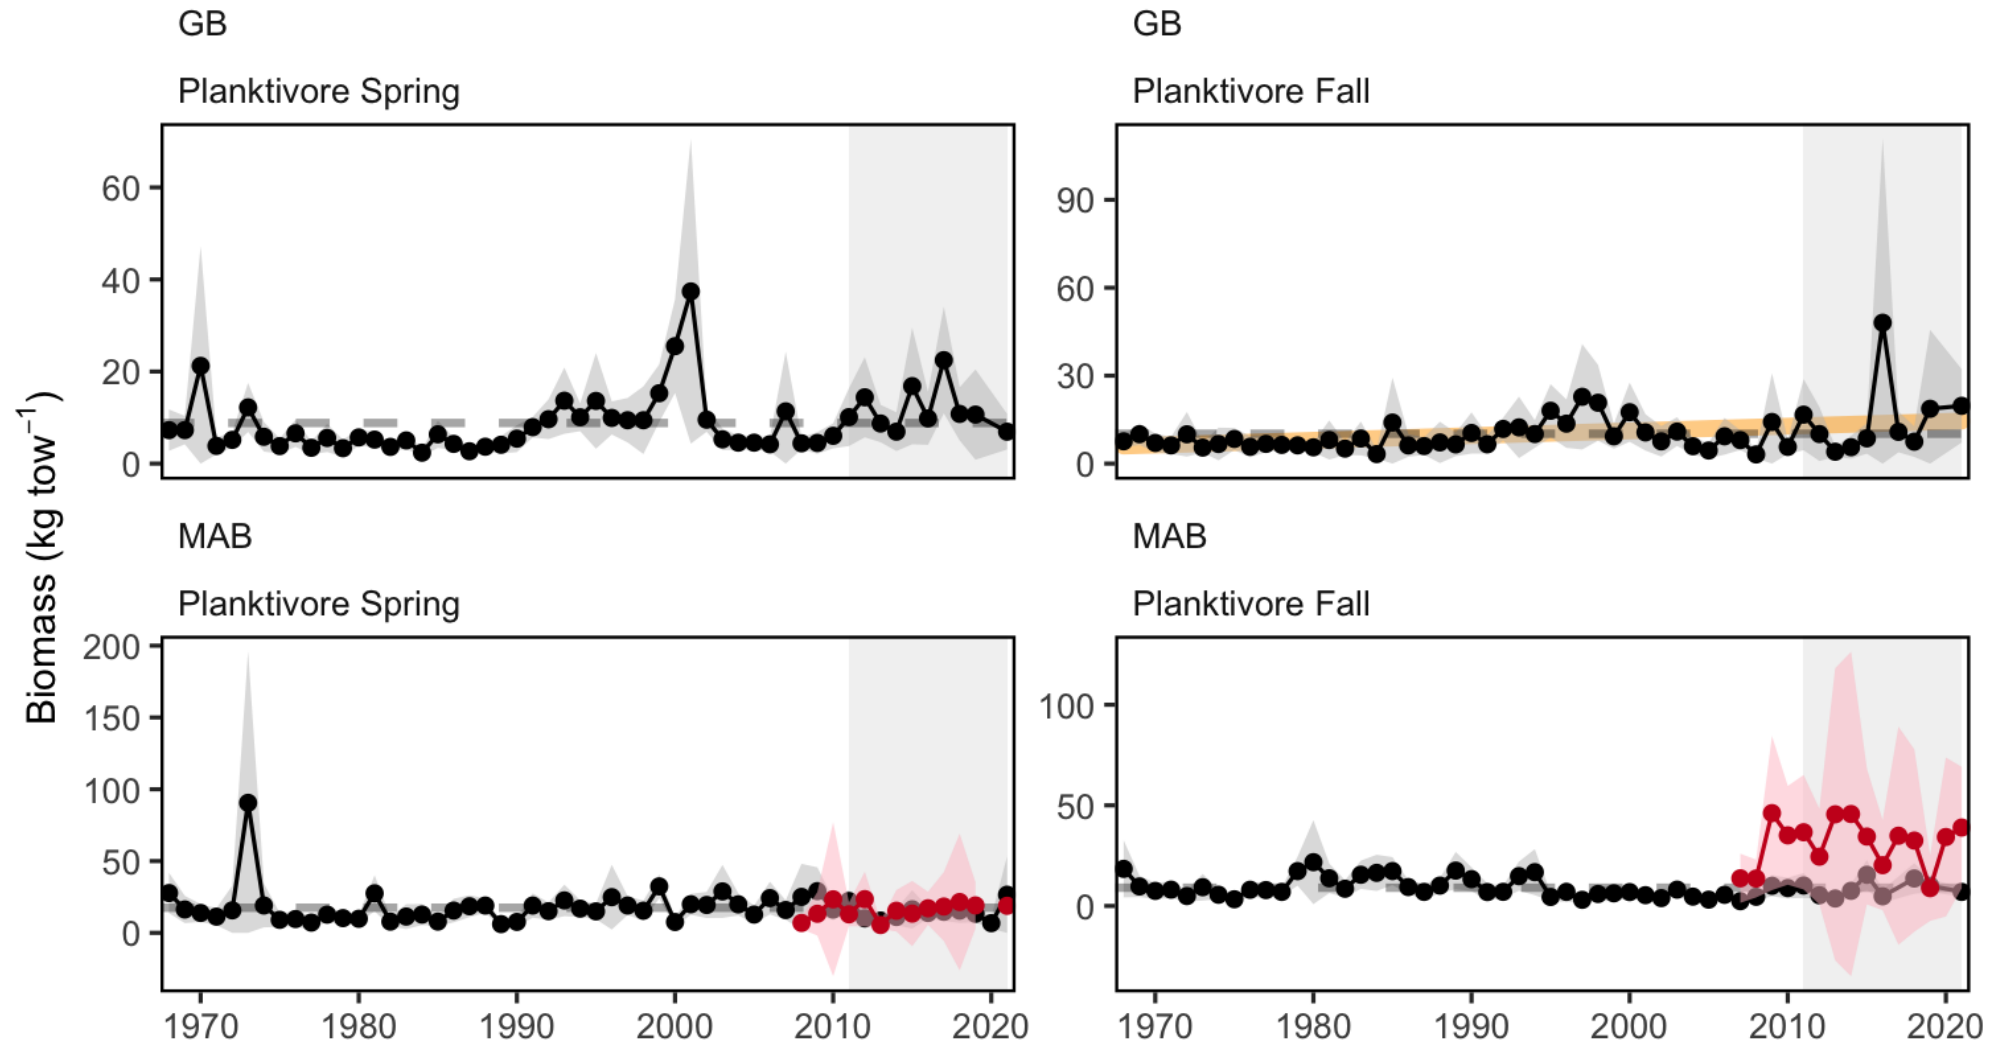 GB
Planktivore Spring
60
40
20
0
GB
Planktivore Fall
90
60
30
0
Biomass (kg tow⁻¹)
MAB
Planktivore Spring
200
150
100
50
0
1970 1980 1990 2000 2010 2020
MAB
Planktivore Fall
100
50
0
1970 1980 1990 2000 2010 2020